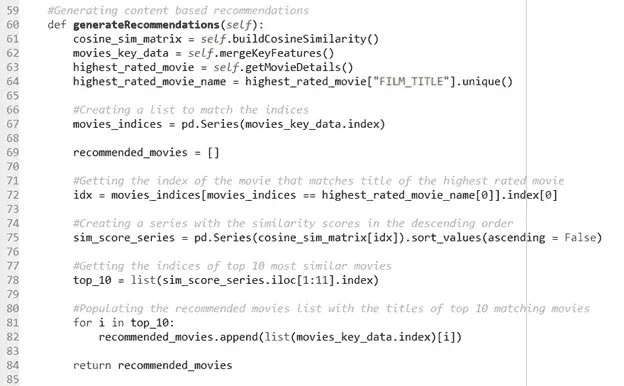 59 #Generating content based recommendations
60 def generateRecommendations(self):
61 cosine_sim_matrix = self.buildCosineSimilarity()
62 movies_key_data = self.mergeKeyFeatures()
63 highest_rated_movie = self.getMovieDetails()
64 highest_rated_movie_name = highest_rated_movie["FILM_TITLE"].unique()
65
66 #Creating a list to match the indices
67 movies_indices = pd.Series(movies_key_data.index)
68
69 recommended_movies = []
70
71 #Getting the index of the movie that matches title of the highest rated movie
72 idx = movies_indices[movies_indices == highest_rated_movie_name[0]].index[0]
73
74 #Creating a series with the similarity scores in the descending order
75 sim_score_series = pd.Series(cosine_sim_matrix[idx]).sort_values(ascending = False)
76
77 #Getting the indices of top 10 most similar movies
78 top_10 = list(sim_score_series.iloc[1:11].index)
79
80 #Populating the recommended movies list with the titles of top 10 matching movies
81 for i in top_10:
82 recommended_movies.append(list(movies_key_data.index)[i])
83
84 return recommended_movies
85